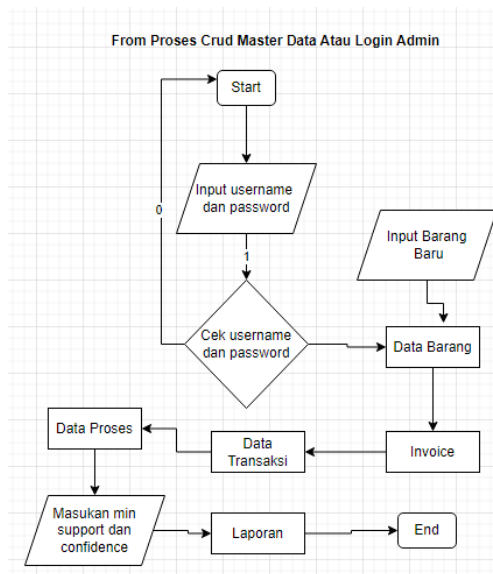 From Proses Crud Master Data Atau Login Admin
Start
Input username
dan password
0
Input Barang
Baru
1
Cek username
dan password
Data Barang
Data Proses
Data
Transaksi
Invoice
Masukan min
support dan
confidence
Laporan
End